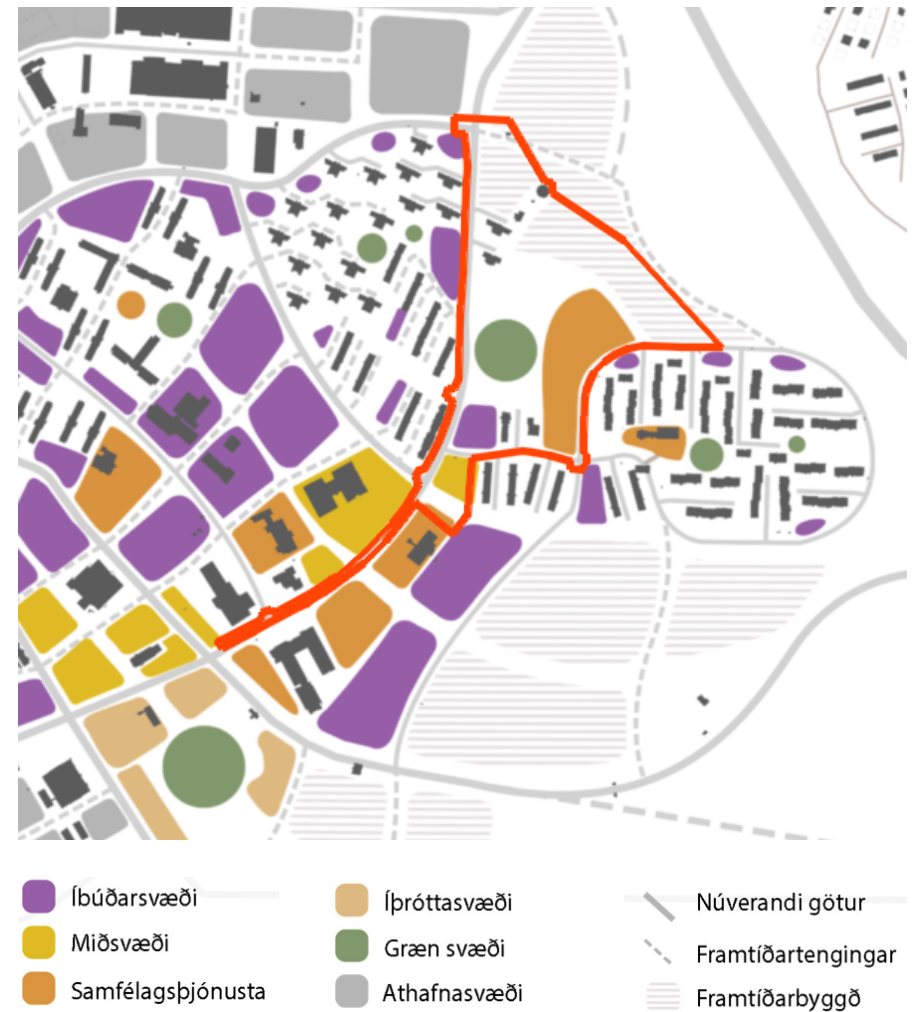 Íbúðarsvæði
Miðsvæði
Samfélagsþjónusta
Íþróttasvæði
Græn svæði
Athafnasvæði
Núverandi götur
Framtíðartengingar
Framtíðarbyggð